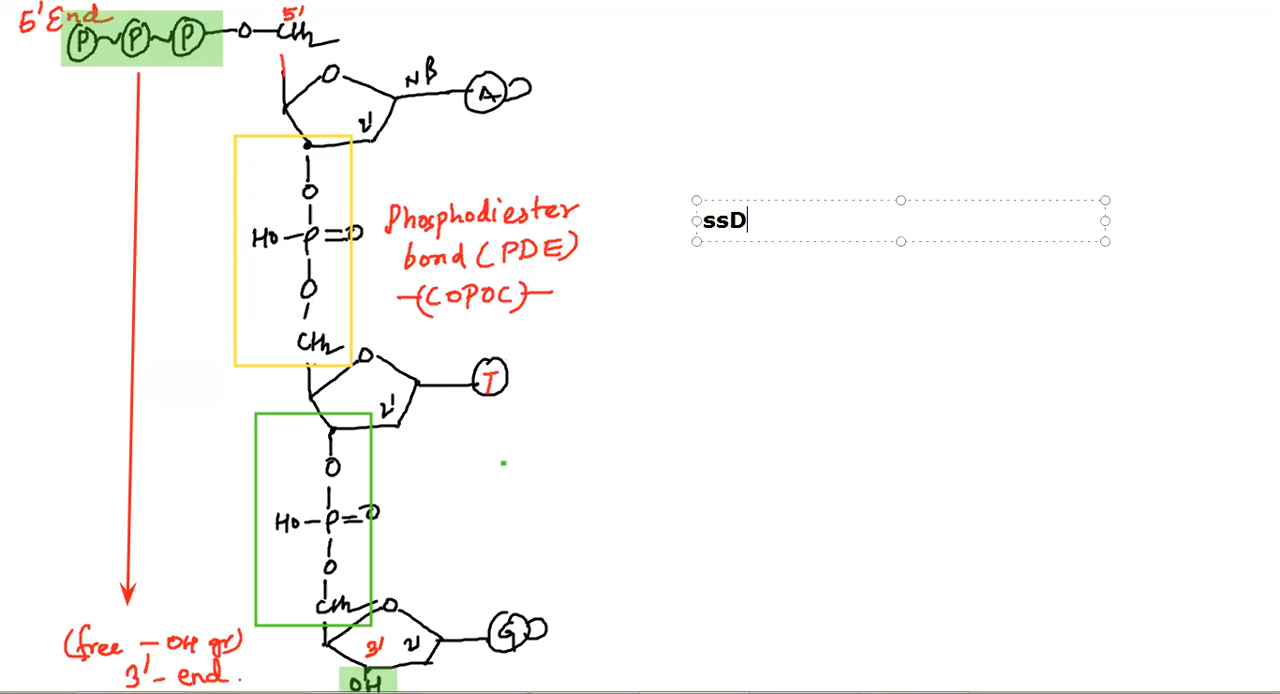 5' End
P P P O CH2 5'
O
Nβ A
2'
O
HO-P=O
O
CH2
Phosphodiester
bond (PDE)
-(COPOC)-
ssD
O
T
2'
O
HO-P=O
O
CH2 O
G
3' 2'
OH
(free - OH gr)
3'- end.